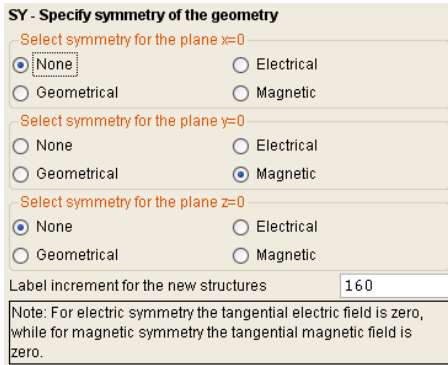 SY - Specify symmetry of the geometry
Select symmetry for the plane x=0
None Electrical
Geometrical Magnetic
Select symmetry for the plane y=0
None Electrical
Geometrical Magnetic
Select symmetry for the plane z=0
None Electrical
Geometrical Magnetic
Label increment for the new structures 160
Note: For electric symmetry the tangential electric field is zero,
while for magnetic symmetry the tangential magnetic field is
zero.